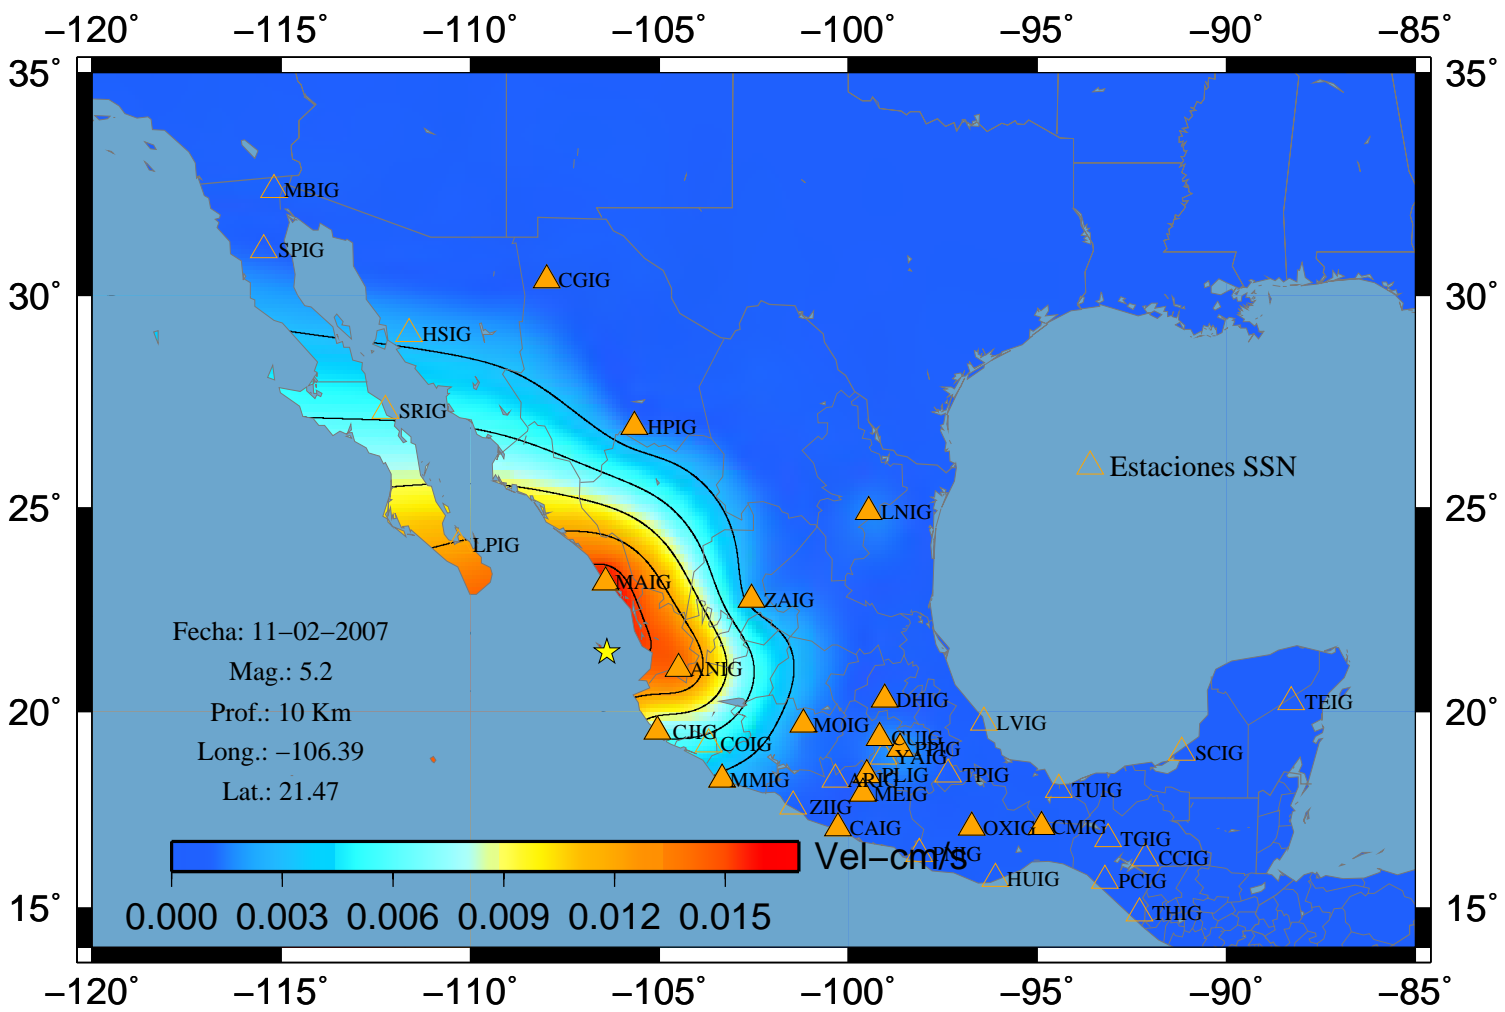 −120° −115° −110° −105° −100° −95° −90° −85°
35° 35°
MBIG
SPIG
CGIG
30° 30°
HSIG
SRIG
HPIG
Estaciones SSN
25° LNIG 25°
LPIG
MAIG
ZAIG
Fecha: 11−02−2007
Mag.: 5.2
ANIG
DHIG
TEIG
Prof.: 10 Km
20° 20°
MOIG
LVIG
CJIG
COIG
CUIG
PPIG
YAIG
SCIG
Long.: −106.39
MMIG
ARIG
PLIG
TPIG
Lat.: 21.47
MEIG
TUIG
ZIIG
CAIG
OXIG
CMIG
TGIG
Vel−cm/s
PNIG
CCIG
HUIG
PCIG
15° 15°
THIG
0.000 0.003 0.006 0.009 0.012 0.015
−120° −115° −110° −105° −100° −95° −90° −85°